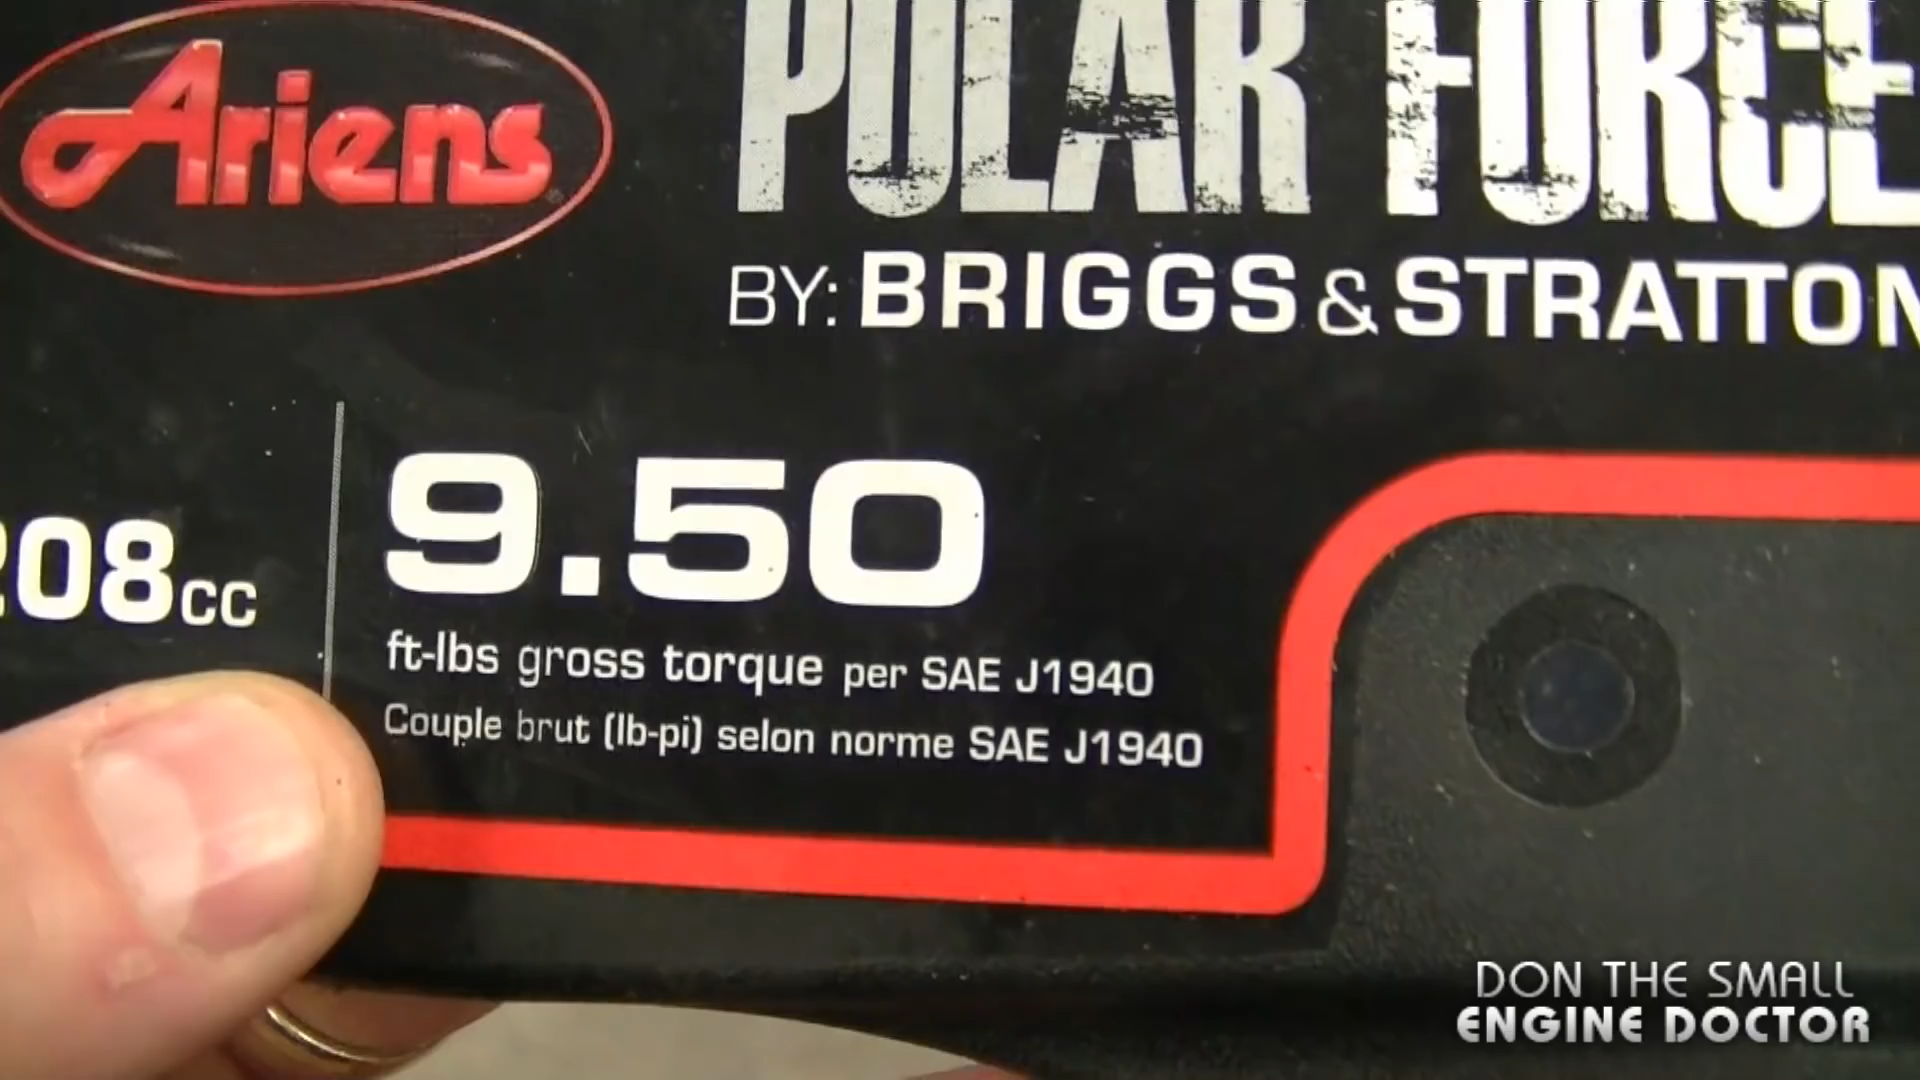 Ariens
POLAR FORCE
BY: BRIGGS & STRATTON
208cc
9.50
ft-lbs gross torque per SAE J1940
Couple brut (lb-pi) selon norme SAE J1940
DON THE SMALL
ENGINE DOCTOR